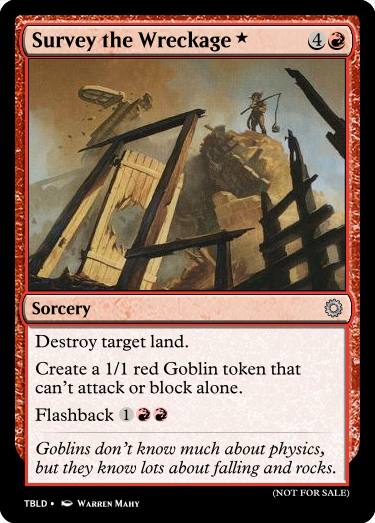 Survey the Wreckage ★ 4
Sorcery
Destroy target land.
Create a 1/1 red Goblin token that
can't attack or block alone.
Flashback 1
Goblins don't know much about physics,
but they know lots about falling and rocks.
(NOT FOR SALE)
TBLD • Warren Mahy